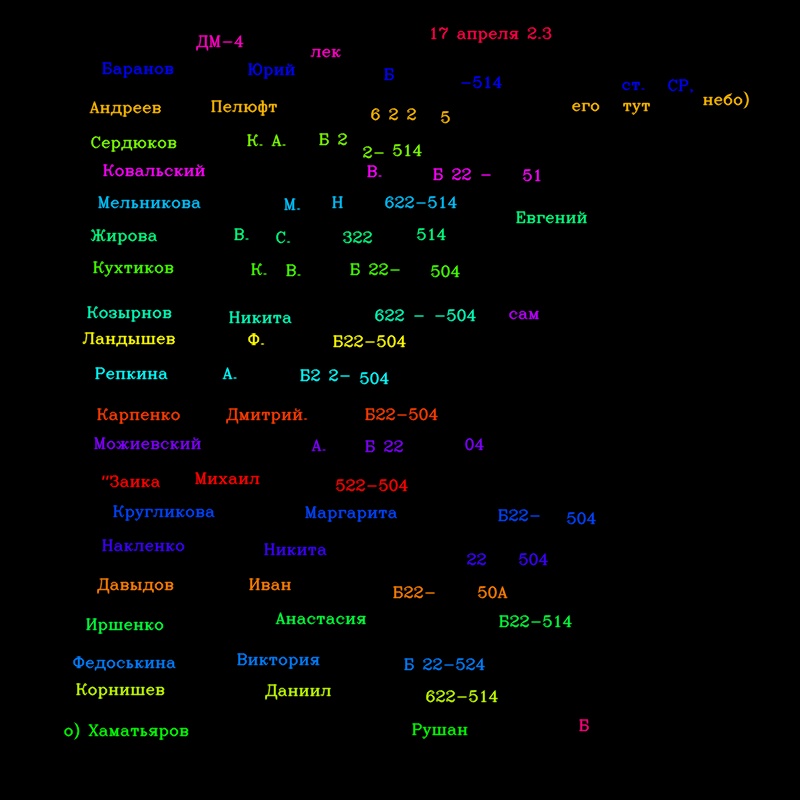 ДМ-4 лек 17 апреля 2.3
Баранов Юрий Б -514 ст. СР.
Андреев Пелюфт 6 2 2 5 его тут небо)
Сердюков К. А. Б 2 2- 514
Ковальский В. Б 22 - 51
Мельникова М. Н 622-514
Евгений
Жирова В. С. 322 514
Кухтиков К. В. Б 22- 504
Козырнов Никита 622 - -504 сам
Ландышев Ф. Б22-504
Репкина А. Б2 2- 504
Карпенко Дмитрий. Б22-504
Можиевский А. Б 22 04
"Заика Михаил 522-504
Кругликова Маргарита Б22- 504
Накленко Никита 22 504
Давыдов Иван Б22- 50А
Иршенко Анастасия Б22-514
Федоськина Виктория Б 22-524
Корнишев Даниил 622-514
о) Хаматьяров Рушан Б